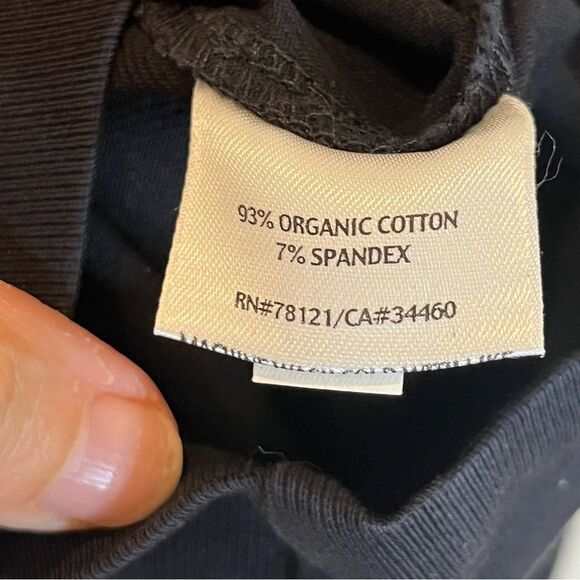 93% ORGANIC COTTON
7% SPANDEX
RN#78121/CA#34460